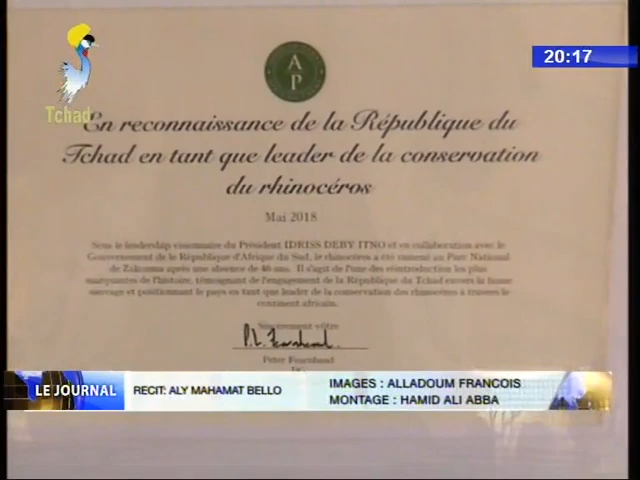 20:17
Tchad
AP
En reconnaissance de la République du
Tchad en tant que leader de la conservation
du rhinocéros
Mai 2018
Sous le leadership visionnaire du Président IDRISS DEBY ITNO et en collaboration avec le
Gouvernement de la République d'Afrique du Sud, le rhinocéros a été ramené au Parc National
de Zakouma après une absence de 46 ans. Il s'agit de l'une des réintroduction les plus
marquantes de l'histoire, témoignant de l'engagement de la République du Tchad envers la faune
sauvage et positionnant le pays en tant que leader de la conservation des rhinocéros à travers le
continent africain.
Sincèrement vôtre
Peter Fearnhead
LE JOURNAL
RECIT: ALY MAHAMAT BELLO
IMAGES : ALLADOUM FRANCOIS
MONTAGE : HAMID ALI ABBA